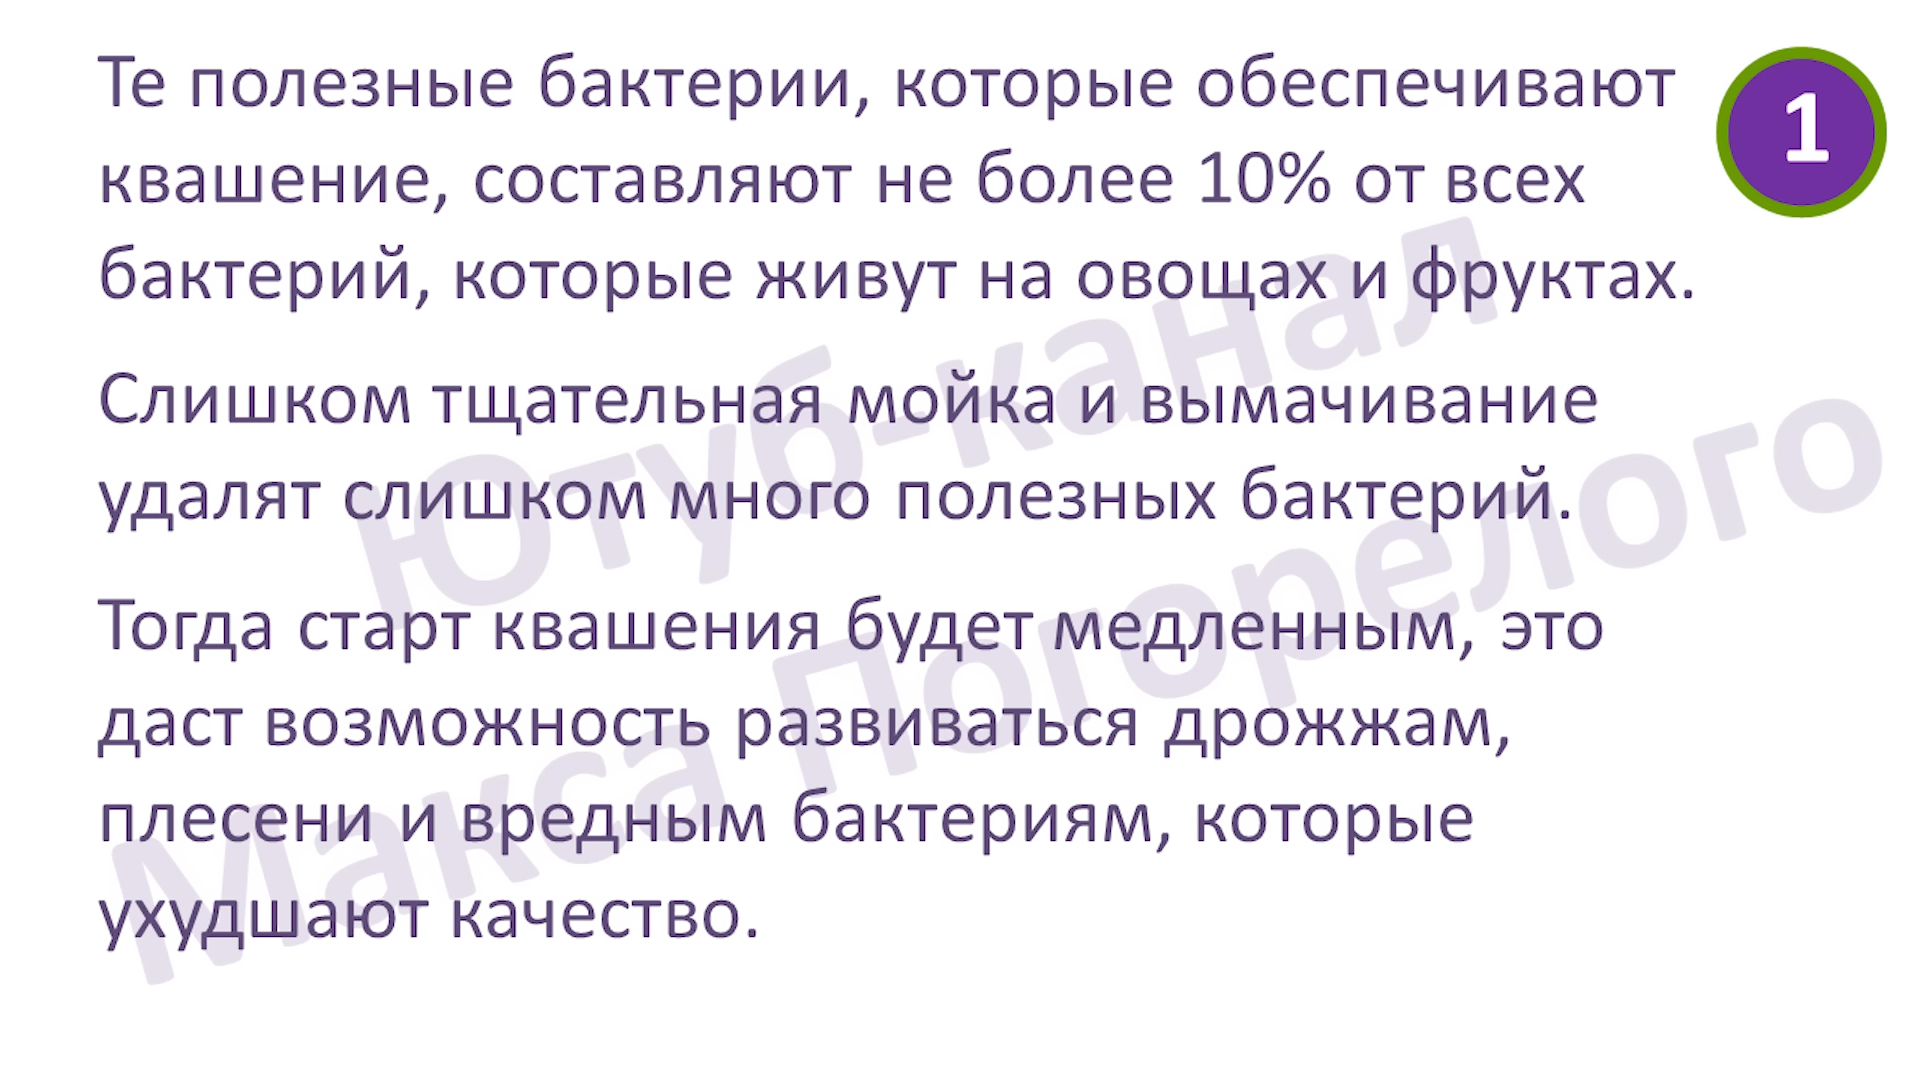 Те полезные бактерии, которые обеспечивают
квашение, составляют не более 10% от всех
бактерий, которые живут на овощах и фруктах.
Слишком тщательная мойка и вымачивание
удалят слишком много полезных бактерий.
Тогда старт квашения будет медленным, это
даст возможность развиваться дрожжам,
плесени и вредным бактериям, которые
ухудшают качество.
1
Ютуб-канал
Макса Погорелого